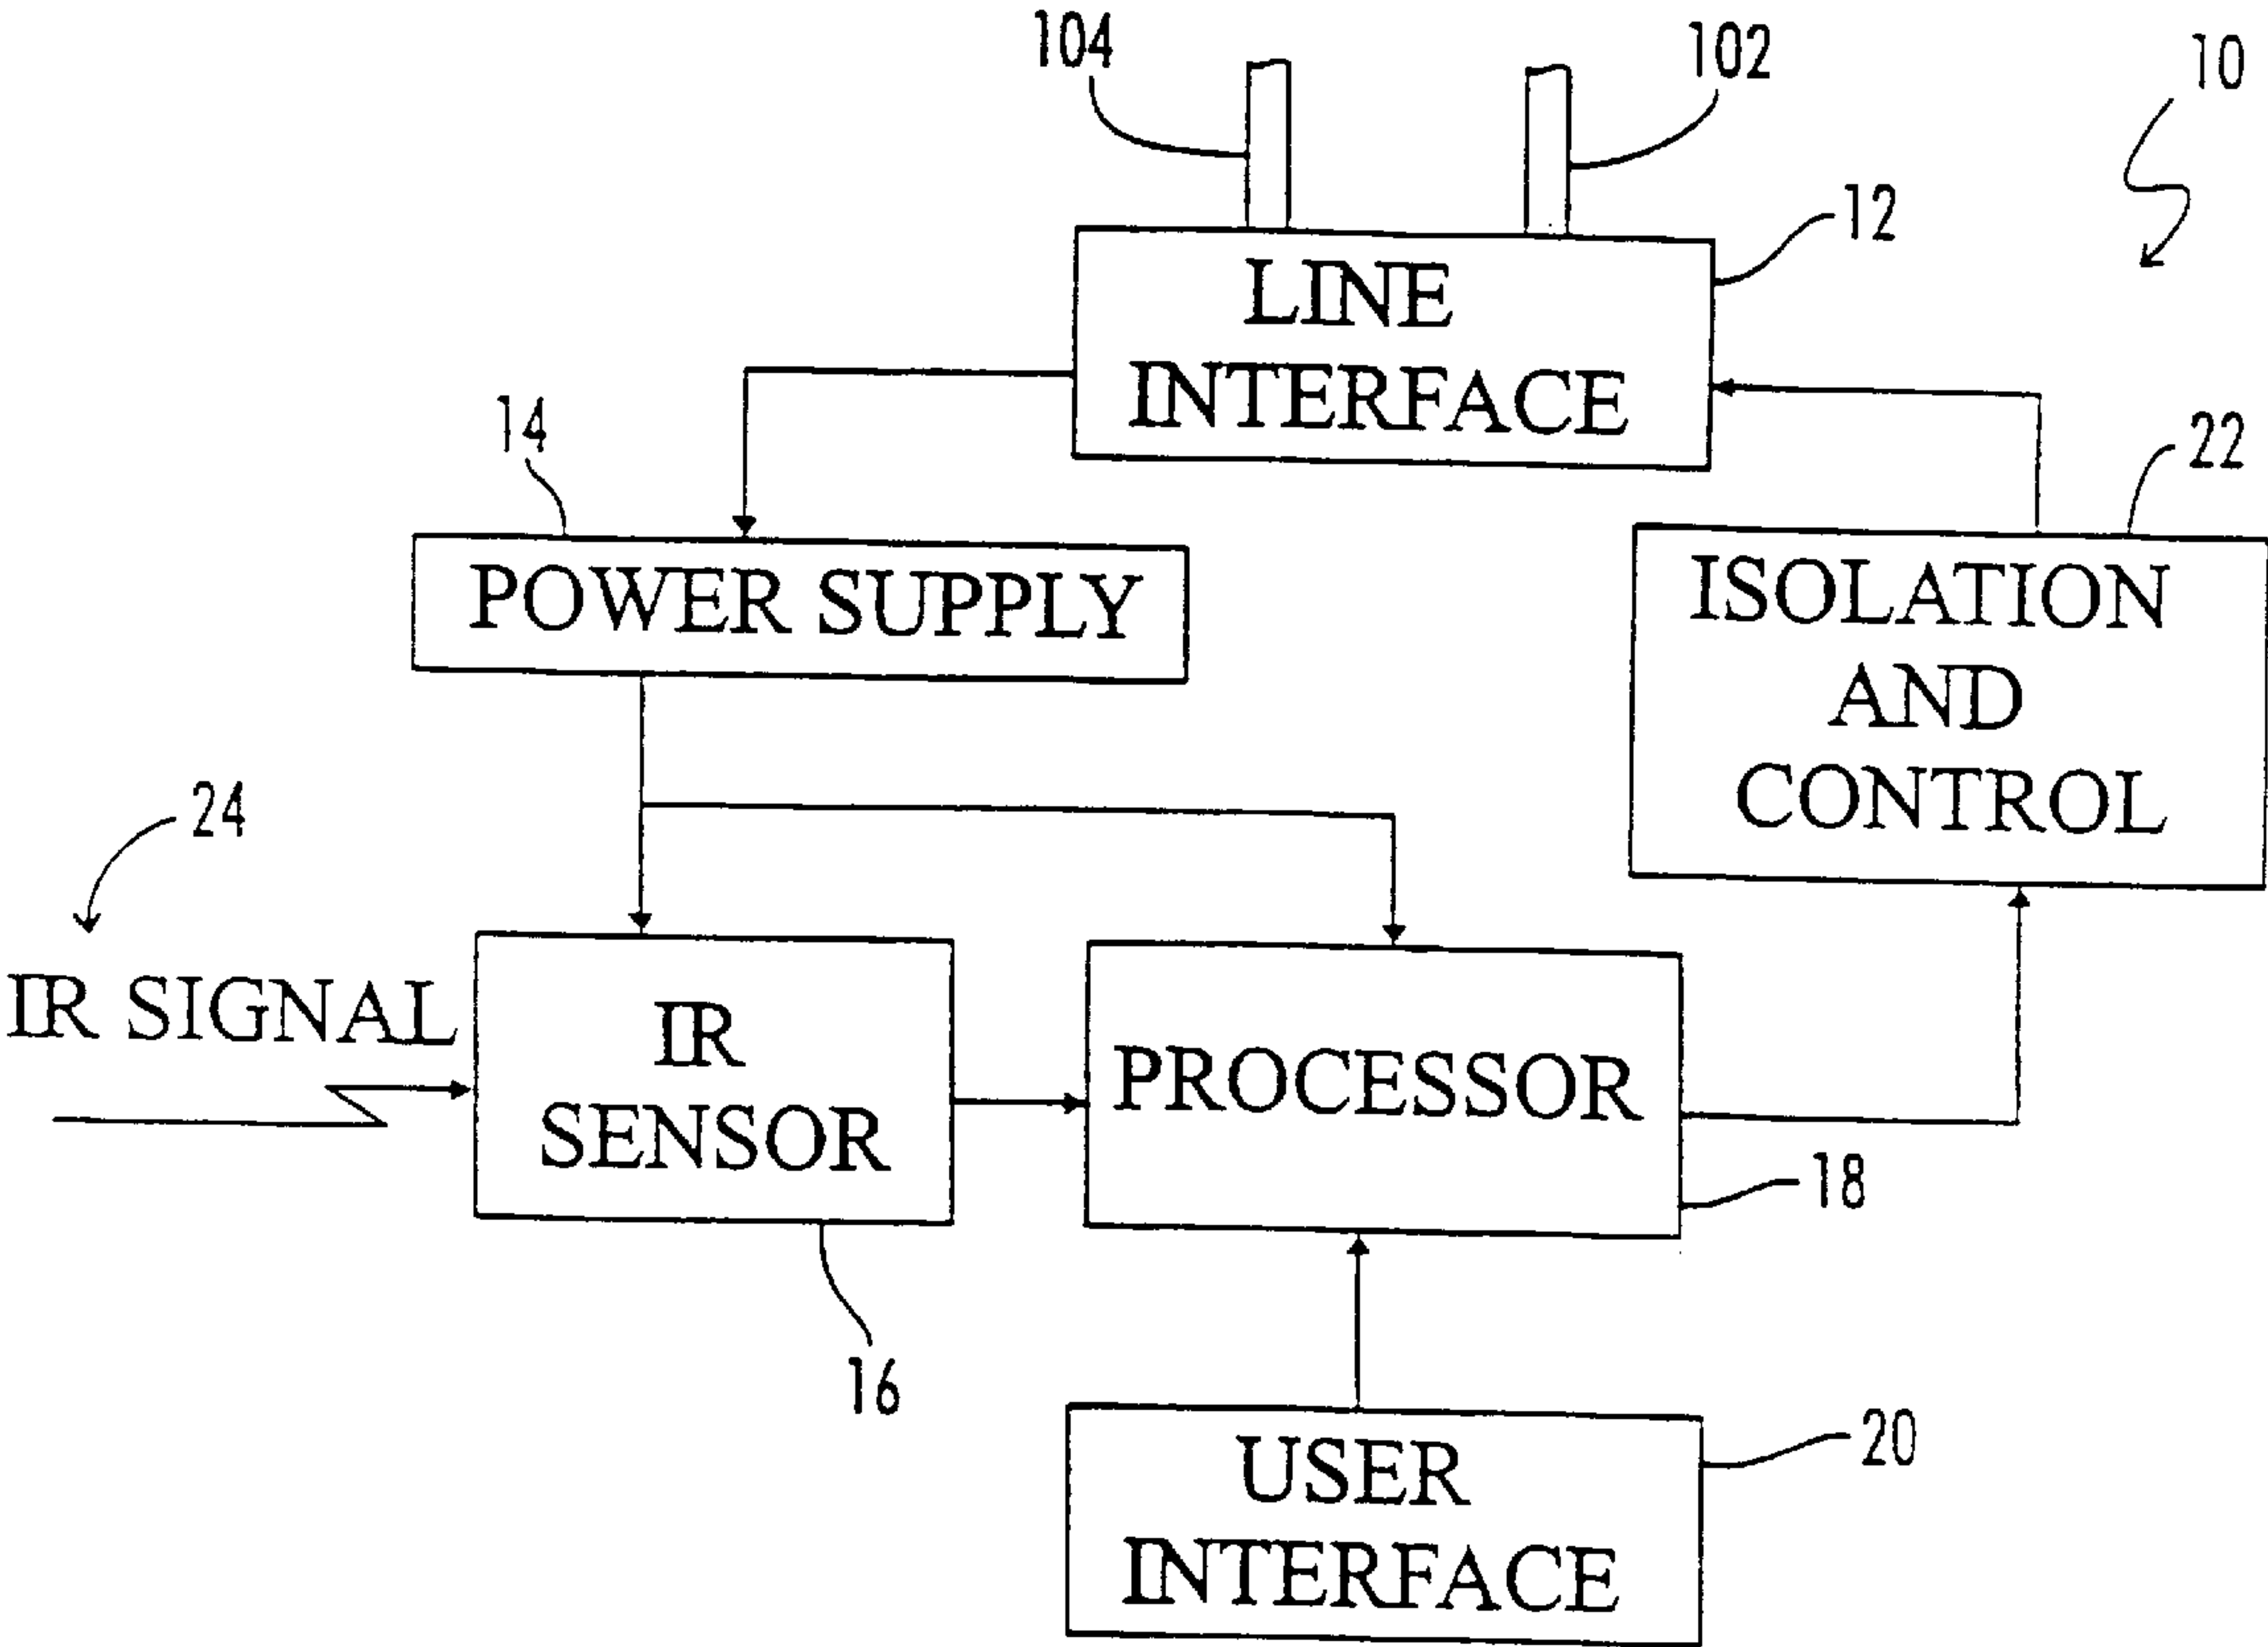 104
102
10
12
LINE
INTERFACE
14
22
POWER SUPPLY
ISOLATION
AND
CONTROL
24
IR SIGNAL
IR
SENSOR
PROCESSOR
18
16
20
USER
INTERFACE